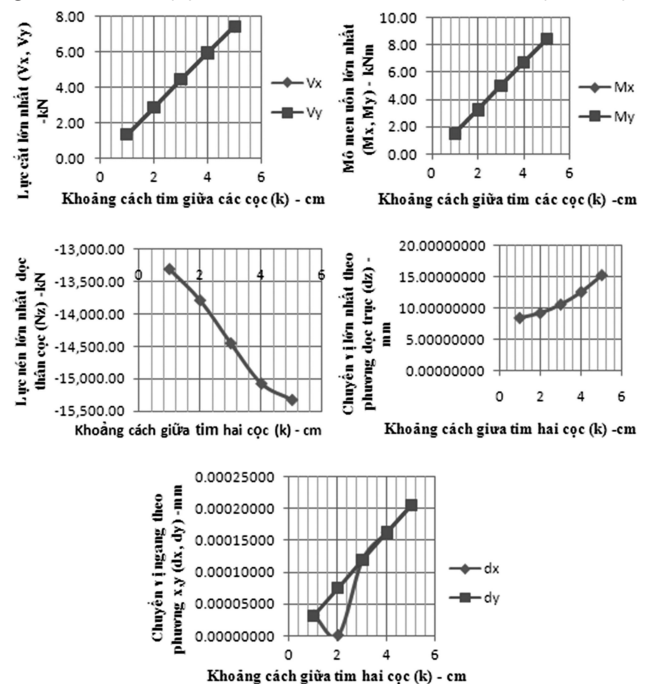 8.00
6.00
4.00
2.00
0.00
0 2 4 6
Lực cắt lớn nhất (Vx, Vy)
-kN
Khoảng cách tim giữa các cọc (k) - cm
Vx
Vy
10.00
8.00
6.00
4.00
2.00
0.00
0 2 4 6
Mô men uốn lớn nhất
(Mx, My) - kNm
Khoảng cách giữa tim các cọc (k) - cm
Mx
My
-13,000.00
-13,500.00
-14,000.00
-14,500.00
-15,000.00
-15,500.00
0 2 4 6
Lực nén lớn nhất dọc
thân cọc (Nz) -kN
Khoảng cách giữa tim hai cọc (k) - cm
20.00000000
15.00000000
10.00000000
5.00000000
0.00000000
0 2 4 6
Chuyển vị lớn nhất theo
phương dọc trục (dz) -
mm
Khoảng cách giưa tim hai cọc (k) -cm
0.00025000
0.00020000
0.00015000
0.00010000
0.00005000
0.00000000
0 2 4 6
Chuyển vị ngang theo
phương x,y (dx, dy) -mm
Khoảng cách giữa tim hai cọc (k) - cm
dx
dy